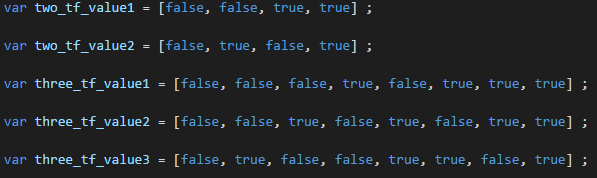 var two_tf_value1 = [false, false, true, true] ;
var two_tf_value2 = [false, true, false, true] ;
var three_tf_value1 = [false, false, false, true, false, true, true, true] ;
var three_tf_value2 = [false, false, true, false, true, false, true, true] ;
var three_tf_value3 = [false, true, false, false, true, true, false, true] ;